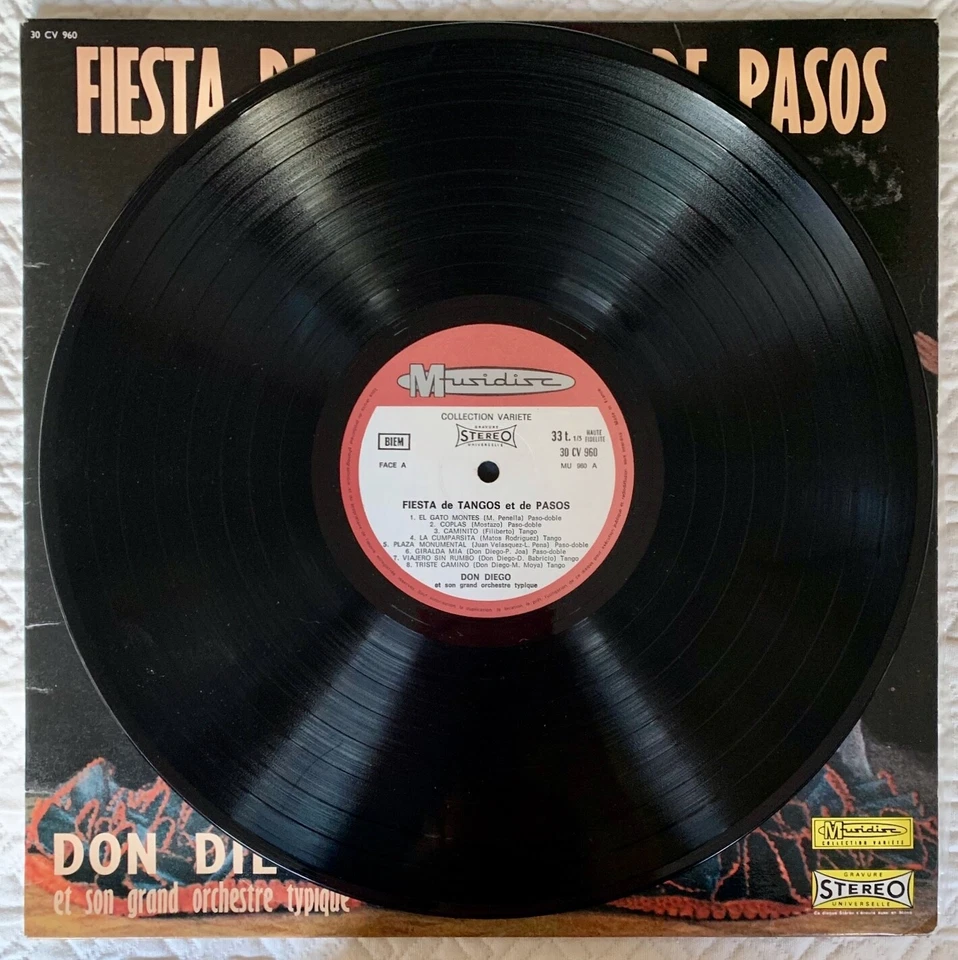 30 CV 960
FIESTA DE DE PASOS
Musidisc
COLLECTION VARIETE
BIEM
GRAVURE
STEREO
UNIVERSELLE
33 t. 1/3 HAUTE FIDELITE
30 CV 960
FACE A
MU 960 A
FIESTA de TANGOS et de PASOS
1. EL GATO MONTES (M. Penella) Paso-doble
2. COPLAS (Mostazo) Paso-doble
3. CAMINITO (Filiberto) Tango
4. LA CUMPARSITA (Matos Rodriguez) Tango
5. PLAZA MONUMENTAL (Juan Velasquez-L. Pena) Paso-doble
6. GIRALDA MIA (Don Diego-P. Joa) Paso-doble
7. VIAJERO SIN RUMBO (Don Diego-D. Babricio) Tango
8. TRISTE CAMINO (Don Diego-M. Moya) Tango
DON DIEGO
et son grand orchestre typique
DON DIE
et son grand orchestre typique
Musidisc
COLLECTION VARIETE
GRAVURE
STEREO
UNIVERSELLE